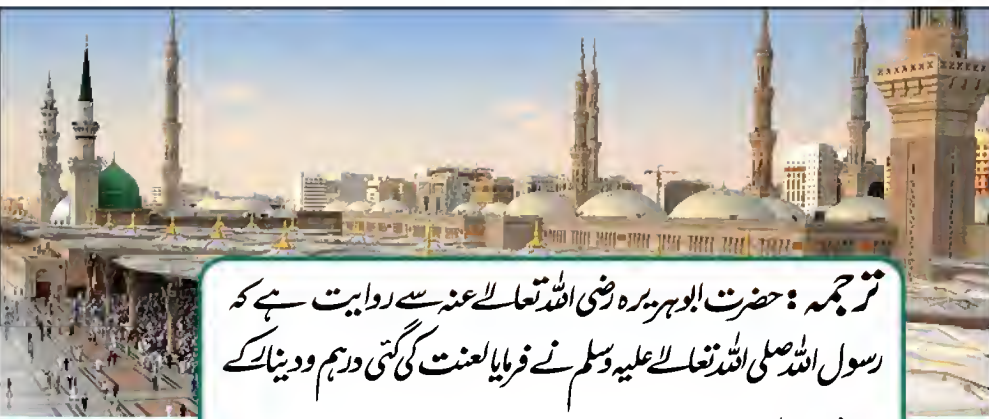 ترجمہ : حضرت ابوہریرہ رضی اللہ تعالےٰ عنہ سے روایت ہے کہ
رسول اللہ صلی اللہ تعالےٰ علیہ وسلم نے فرمایا لعنت کی گئی درہم و دینار کے